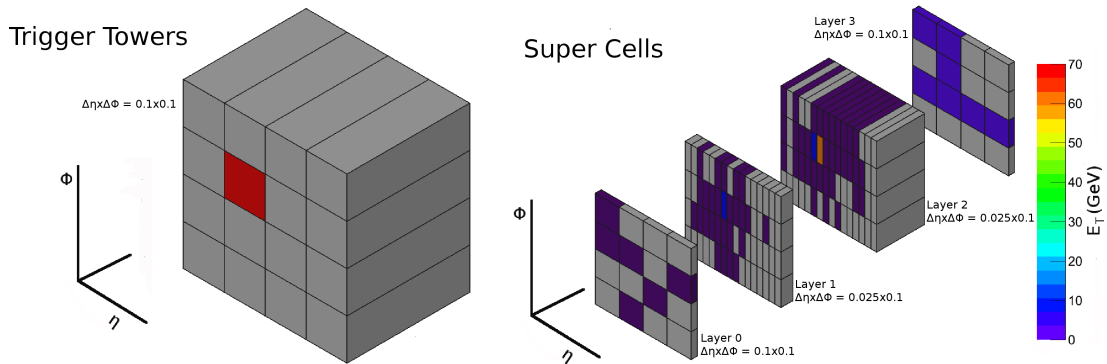 Trigger Towers
ΔηxΔΦ = 0.1x0.1
Φ
η
Super Cells
Φ
η
Layer 0
ΔηxΔΦ = 0.1x0.1
Layer 1
ΔηxΔΦ = 0.025x0.1
Layer 2
ΔηxΔΦ = 0.025x0.1
Layer 3
ΔηxΔΦ = 0.1x0.1
70
60
50
40
30
20
10
0
E_T (GeV)